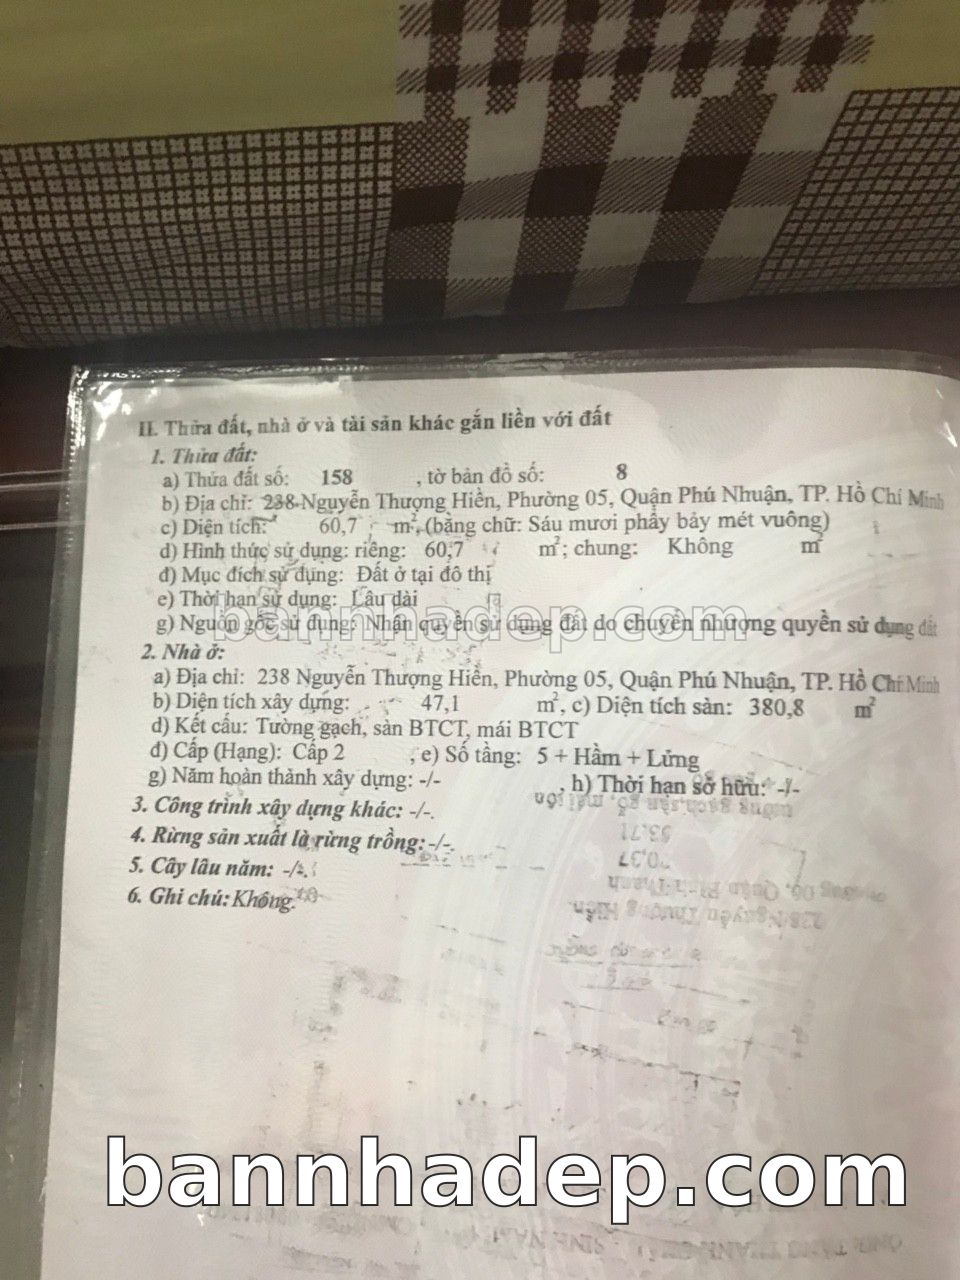 II. Thửa đất, nhà ở và tài sản khác gắn liền với đất
1. Thửa đất:
a) Thửa đất số: 158 , tờ bản đồ số: 8
b) Địa chỉ: 238 Nguyễn Thượng Hiền, Phường 05, Quận Phú Nhuận, TP. Hồ Chí Minh
c) Diện tích: 60,7 m², (bằng chữ: Sáu mươi phẩy bảy mét vuông)
d) Hình thức sử dụng: riêng: 60,7 m²; chung: Không m²
đ) Mục đích sử dụng: Đất ở tại đô thị
e) Thời hạn sử dụng: Lâu dài
bannhadep.com
g) Nguồn gốc sử dụng: Nhận quyền sử dụng đất do chuyển nhượng quyền sử dụng đất
2. Nhà ở:
a) Địa chỉ: 238 Nguyễn Thượng Hiền, Phường 05, Quận Phú Nhuận, TP. Hồ Chí Minh
b) Diện tích xây dựng: 47,1 m², c) Diện tích sàn: 380,8 m²
d) Kết cấu: Tường gạch, sàn BTCT, mái BTCT
đ) Cấp (Hạng): Cấp 2 , e) Số tầng: 5 + Hầm + Lửng
g) Năm hoàn thành xây dựng: -/- , h) Thời hạn sở hữu: -/-
3. Công trình xây dựng khác: -/-.
4. Rừng sản xuất là rừng trồng: -/-.
5. Cây lâu năm: -/-.
6. Ghi chú: Không.
bannhadep.com